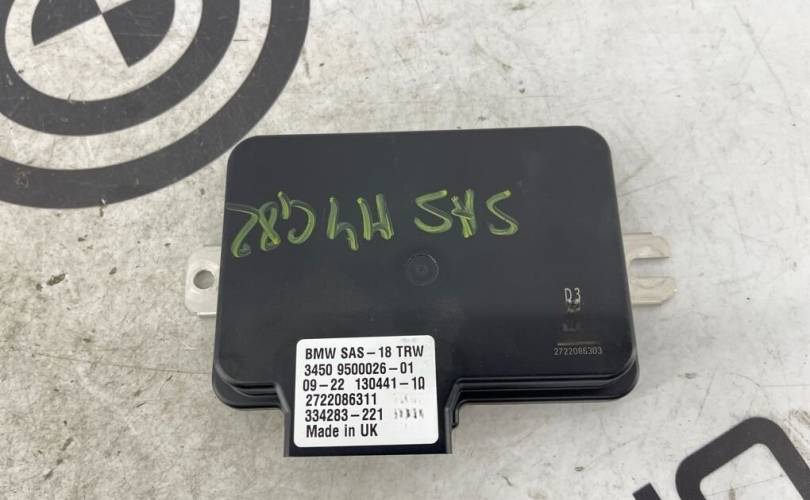 SAS M4 G82
D3
2722086303
BMW SAS-18 TRW
3450 9500026-01
09-22 130441-1Ω
2722086311
334283-221
Made in UK